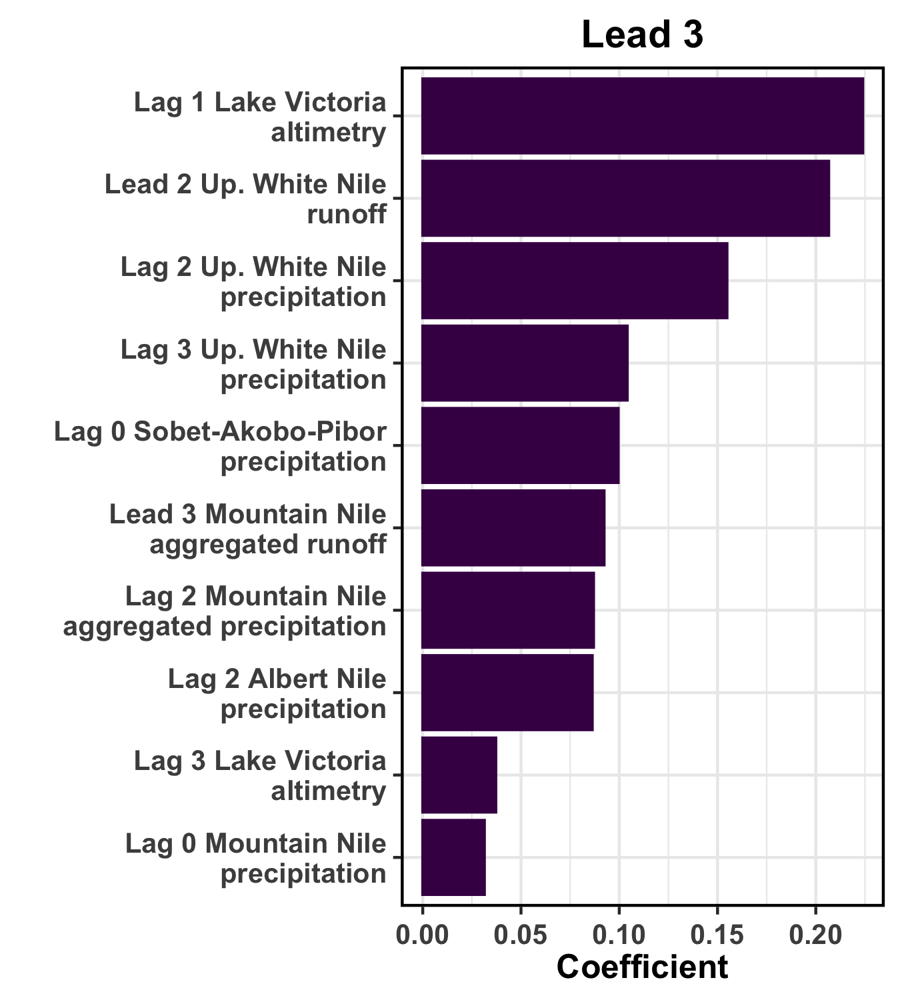 Lead 3
Lag 1 Lake Victoria
altimetry
Lead 2 Up. White Nile
runoff
Lag 2 Up. White Nile
precipitation
Lag 3 Up. White Nile
precipitation
Lag 0 Sobet-Akobo-Pibor
precipitation
Lead 3 Mountain Nile
aggregated runoff
Lag 2 Mountain Nile
aggregated precipitation
Lag 2 Albert Nile
precipitation
Lag 3 Lake Victoria
altimetry
Lag 0 Mountain Nile
precipitation
0.00 0.05 0.10 0.15 0.20
Coefficient